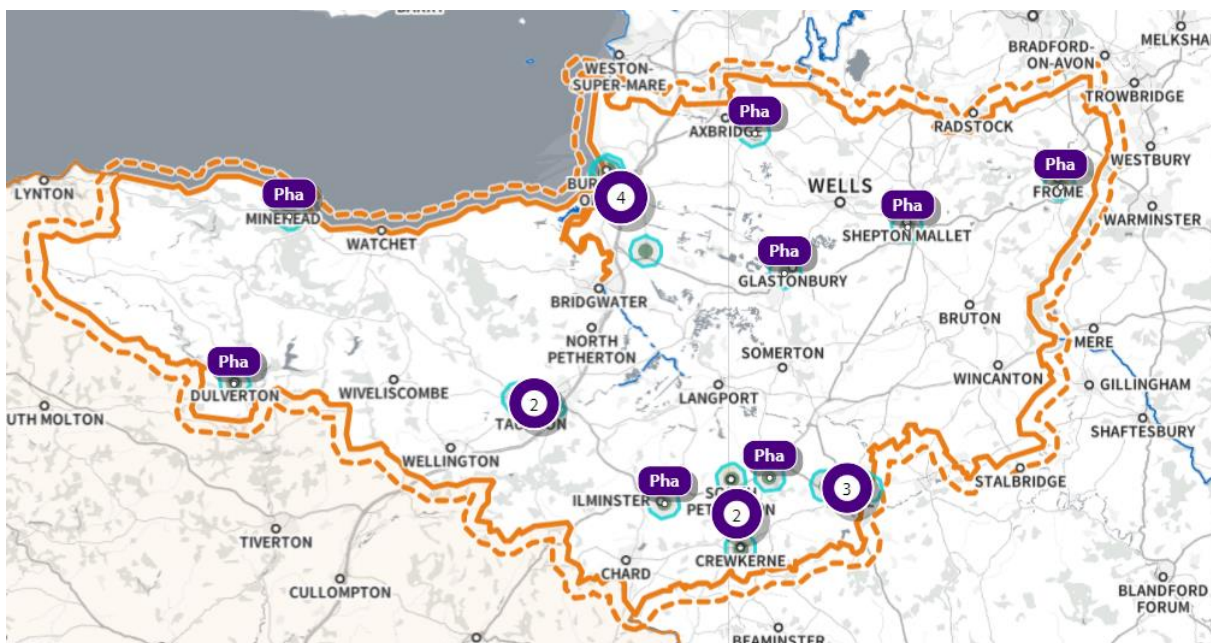 WESTON-
SUPER-MARE
BRADFORD-
ON-AVON
MELKSHA
TROWBRIDGE
Pha
AXBRIDGE
RADSTOCK
WESTBURY
LYNTON
Pha
MINEHEAD
WATCHET
BUR
O
4
WELLS
Pha
FROME
WARMINSTER
Pha
SHEPTON MALLET
Pha
GLASTONBURY
BRIDGWATER
NORTH
PETHERTON
BRUTON
MERE
SOMERTON
Pha
DULVERTON
WIVELISCOMBE
2
LANGPORT
WINCANTON
GILLINGHAM
UTH MOLTON
SHAFTESBURY
WELLINGTON
Pha
3
STALBRIDGE
Pha
ILMINSTER
2
TIVERTON
CREWKERNE
CHARD
CULLOMPTON
BLANDFORD
FORUM
BEAMINSTER